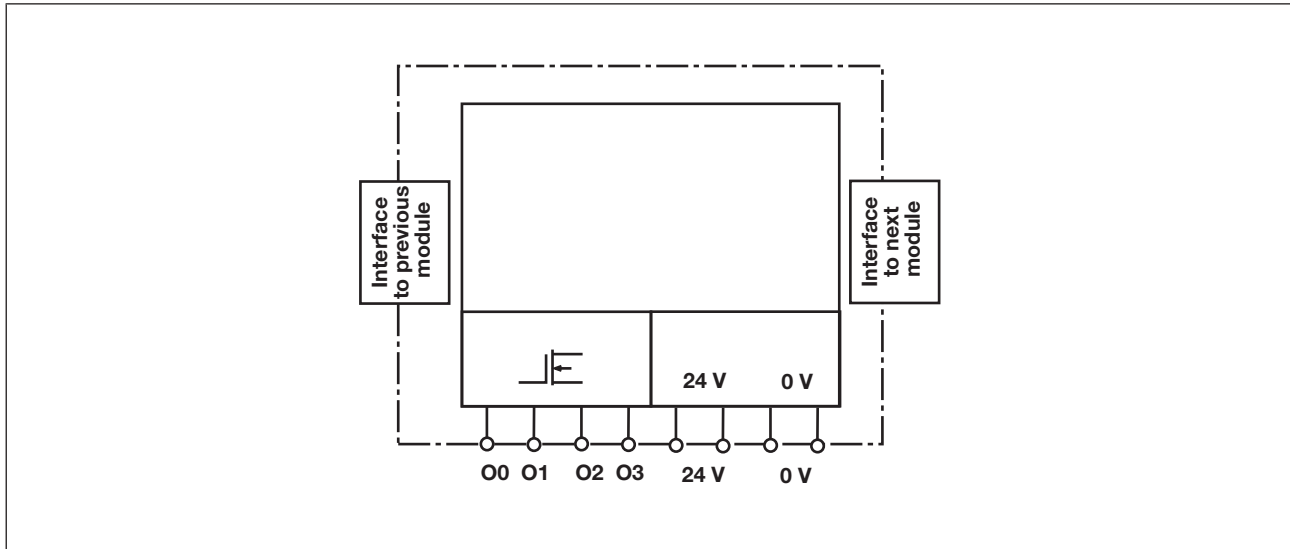 Interface
to previous
module
Interface
to next
module
24 V 0 V
O0 O1 O2 O3 24 V 0 V